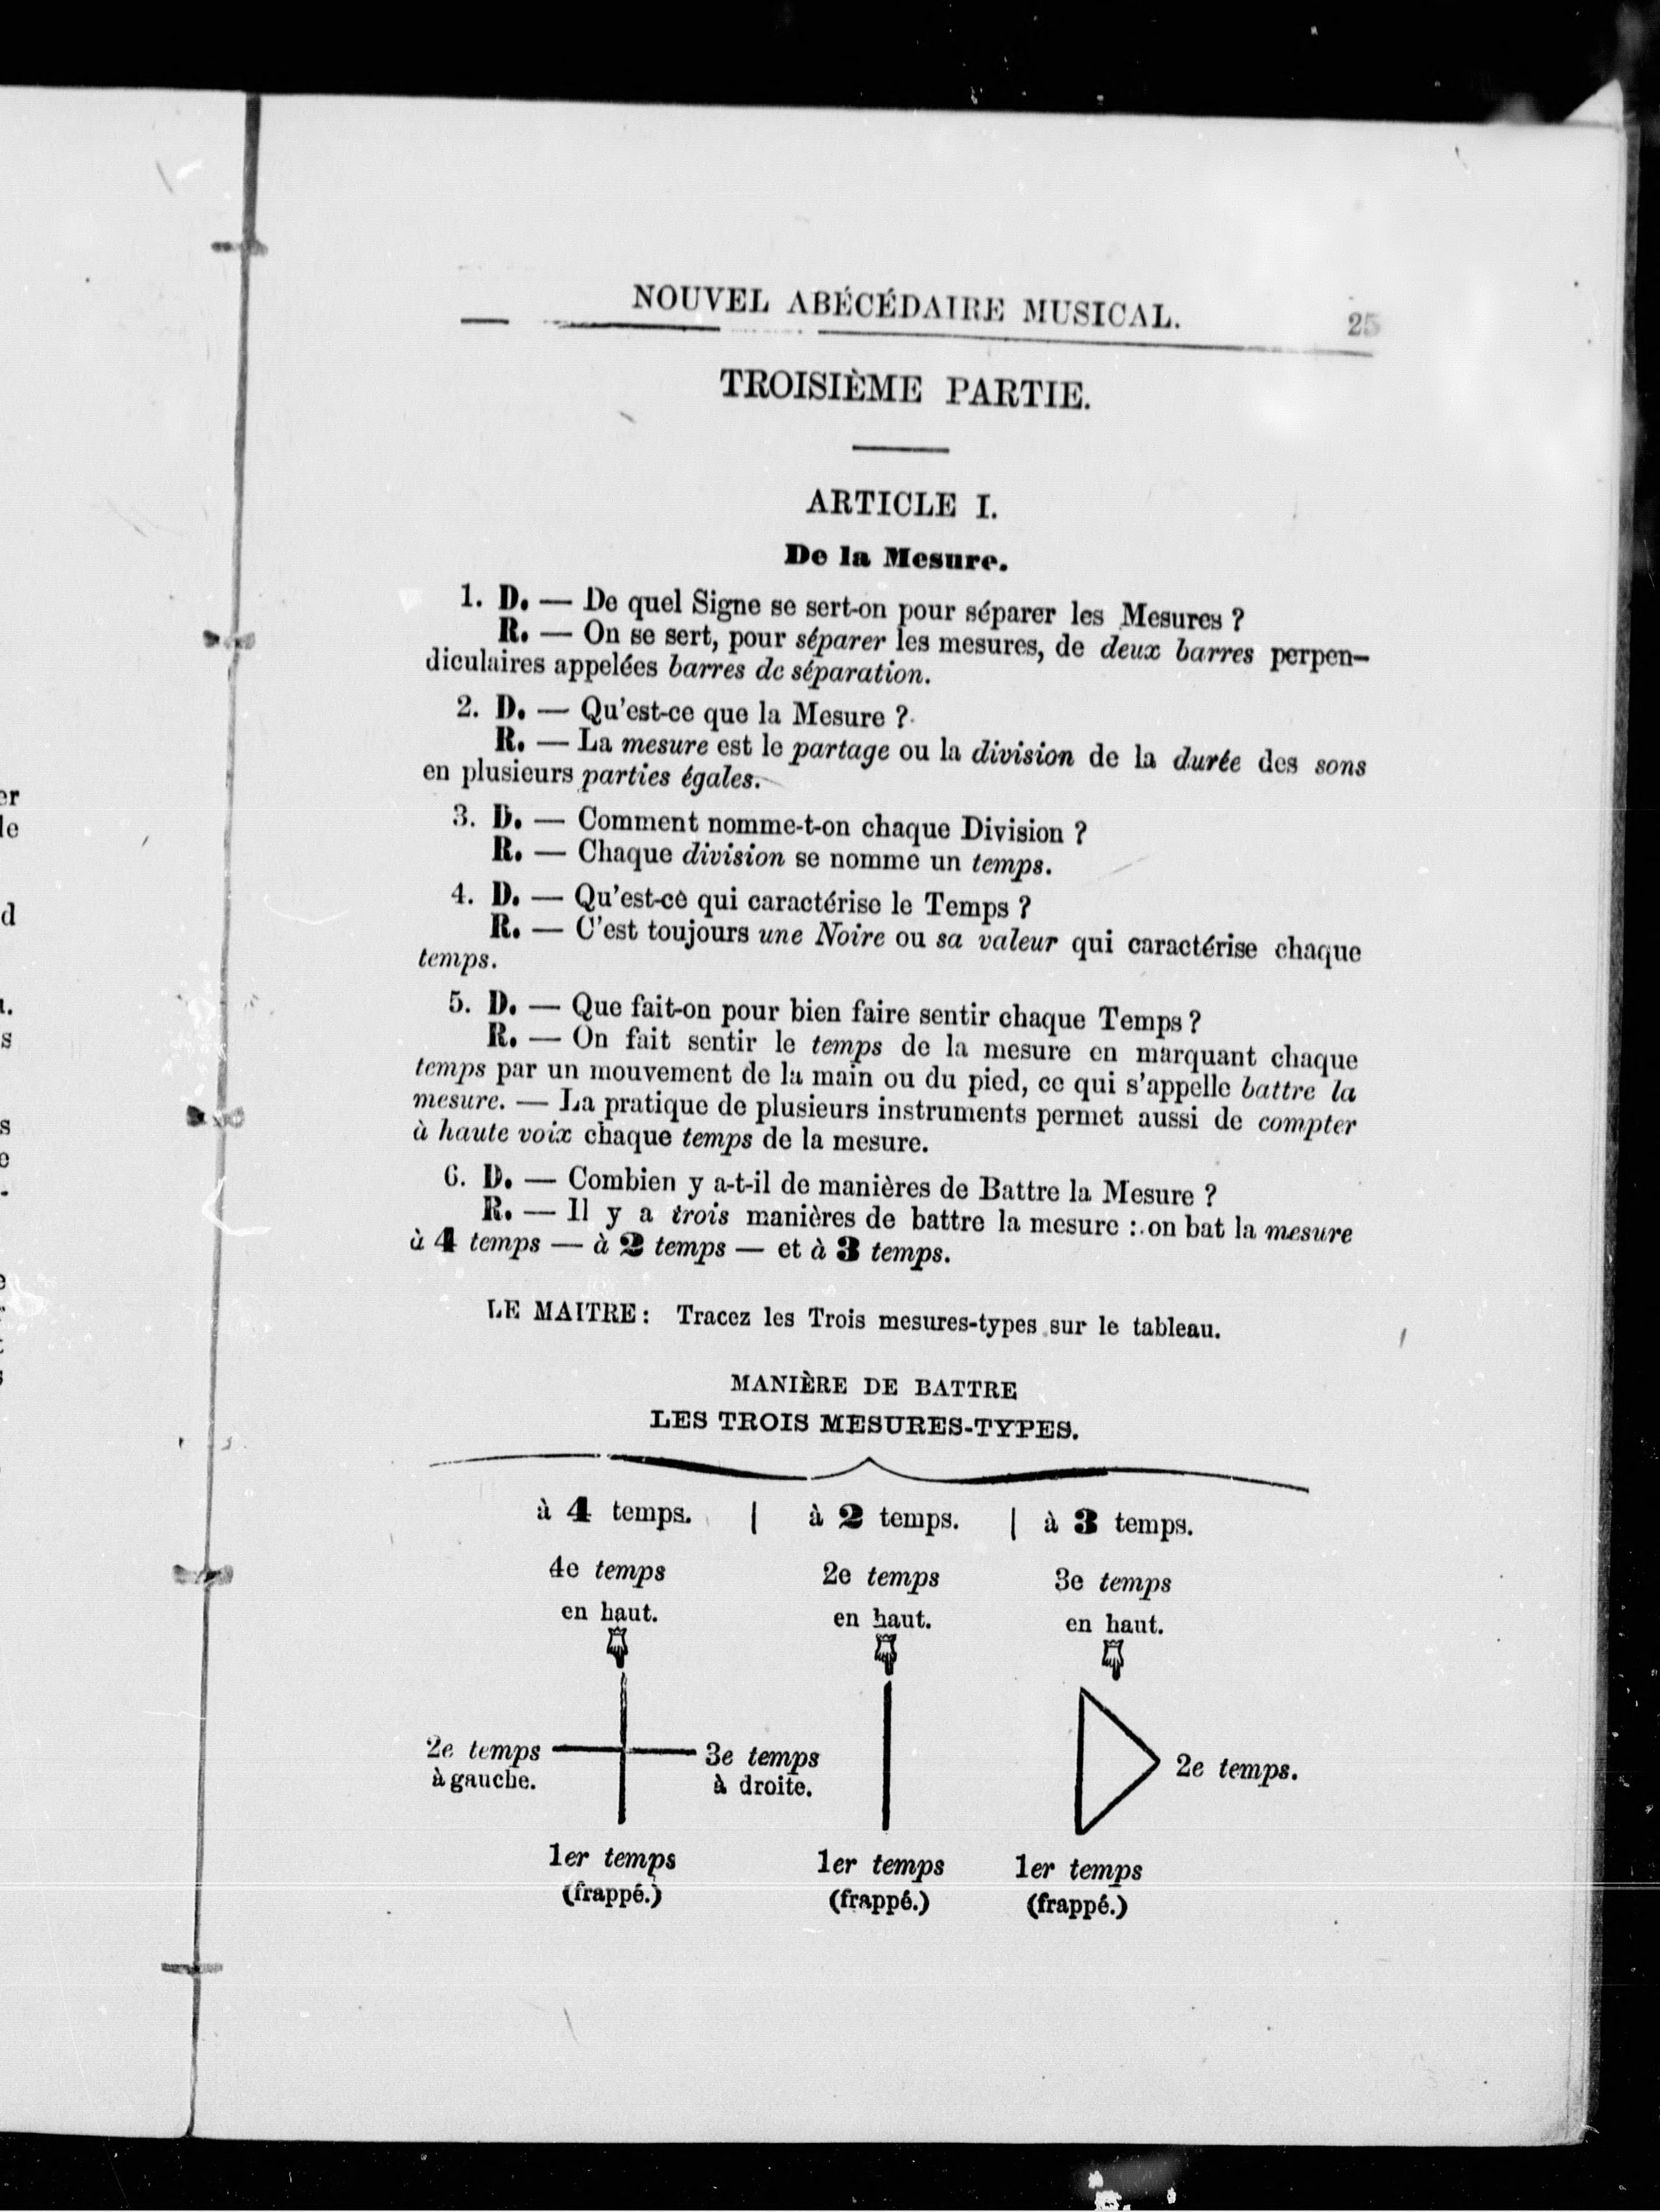 NOUVEL ABÉCÉDAIRE MUSICAL. 25
TROISIÈME PARTIE.
ARTICLE I.
De la Mesure.
1. D. — De quel Signe se sert-on pour séparer les Mesures ?
R. — On se sert, pour séparer les mesures, de deux barres perpen-
diculaires appelées barres de séparation.
2. D. — Qu'est-ce que la Mesure ?
R. — La mesure est le partage ou la division de la durée des sons
en plusieurs parties égales.
3. D. — Comment nomme-t-on chaque Division ?
R. — Chaque division se nomme un temps.
4. D. — Qu'est-ce qui caractérise le Temps ?
R. — C'est toujours une Noire ou sa valeur qui caractérise chaque
temps.
5. D. — Que fait-on pour bien faire sentir chaque Temps ?
R. — On fait sentir le temps de la mesure en marquant chaque
temps par un mouvement de la main ou du pied, ce qui s'appelle battre la
mesure. — La pratique de plusieurs instruments permet aussi de compter
à haute voix chaque temps de la mesure.
6. D. — Combien y a-t-il de manières de Battre la Mesure ?
R. — Il y a trois manières de battre la mesure : on bat la mesure
à 4 temps — à 2 temps — et à 3 temps.
LE MAITRE : Tracez les Trois mesures-types sur le tableau.
MANIÈRE DE BATTRE
LES TROIS MESURES-TYPES.
à 4 temps. | à 2 temps. | à 3 temps.
4e temps 2e temps 3e temps
en haut. en haut. en haut.
2e temps 3e temps 2e temps.
à gauche. à droite.
1er temps 1er temps 1er temps
(frappé.) (frappé.) (frappé.)